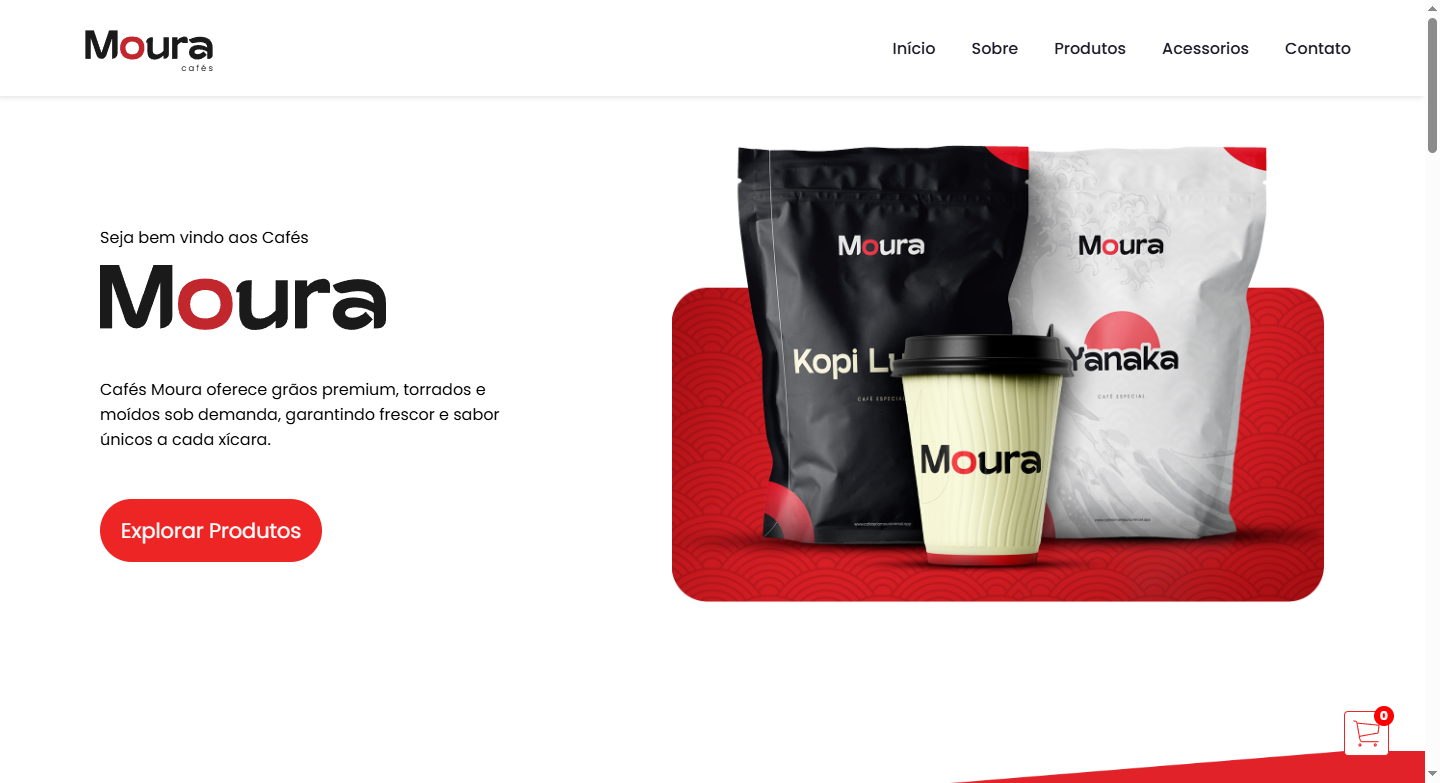 Moura
cafés
Início
Sobre
Produtos
Acessorios
Contato
Seja bem vindo aos Cafés
Moura
Cafés Moura oferece grãos premium, torrados e
moídos sob demanda, garantindo frescor e sabor
únicos a cada xícara.
Explorar Produtos
Moura
Kopi Lu
CAFÉ ESPECIAL
Moura
Yanaka
CAFÉ ESPECIAL
Moura
0